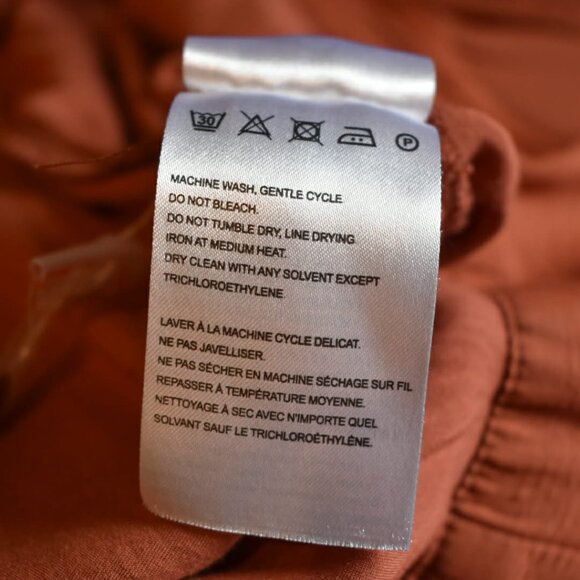 30 P
MACHINE WASH, GENTLE CYCLE
DO NOT BLEACH.
DO NOT TUMBLE DRY, LINE DRYING
IRON AT MEDIUM HEAT.
DRY CLEAN WITH ANY SOLVENT EXCEPT
TRICHLOROETHYLENE
LAVER À LA MACHINE CYCLE DELICAT.
NE PAS JAVELLISER.
NE PAS SÉCHER EN MACHINE SÉCHAGE SUR FIL
REPASSER À TEMPÉRATURE MOYENNE.
NETTOYAGE À SEC AVEC N'IMPORTE QUEL
SOLVANT SAUF LE TRICHLOROÉTHYLÈNE.